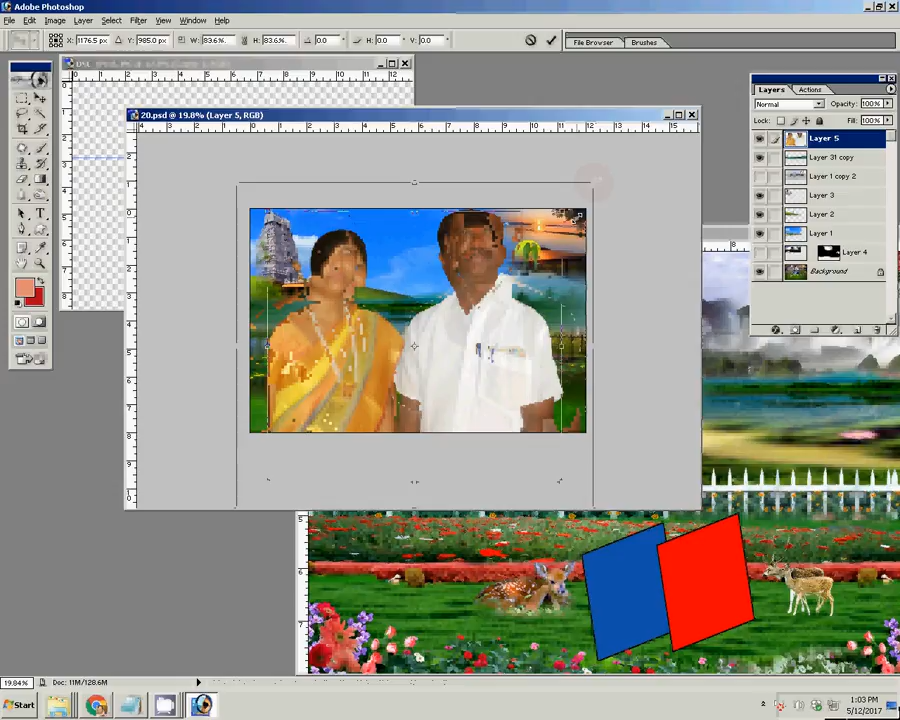 Adobe Photoshop
File Edit Image Layer Select Filter View Window Help
X: 1176.5 px Y: 985.0 px W: 83.6% H: 83.6% 0.0 H: 0.0 V: 0.0
File Browser Brushes
20.psd @ 19.8% (Layer 5, RGB)
Layers Actions
Normal Opacity: 100%
Lock: Fill: 100%
Layer 5
Layer 31 copy
Layer 1 copy 2
Layer 3
Layer 2
Layer 1
Layer 4
Background
19.84% Doc: 11M/128.6M
Start
1:03 PM
5/12/2017